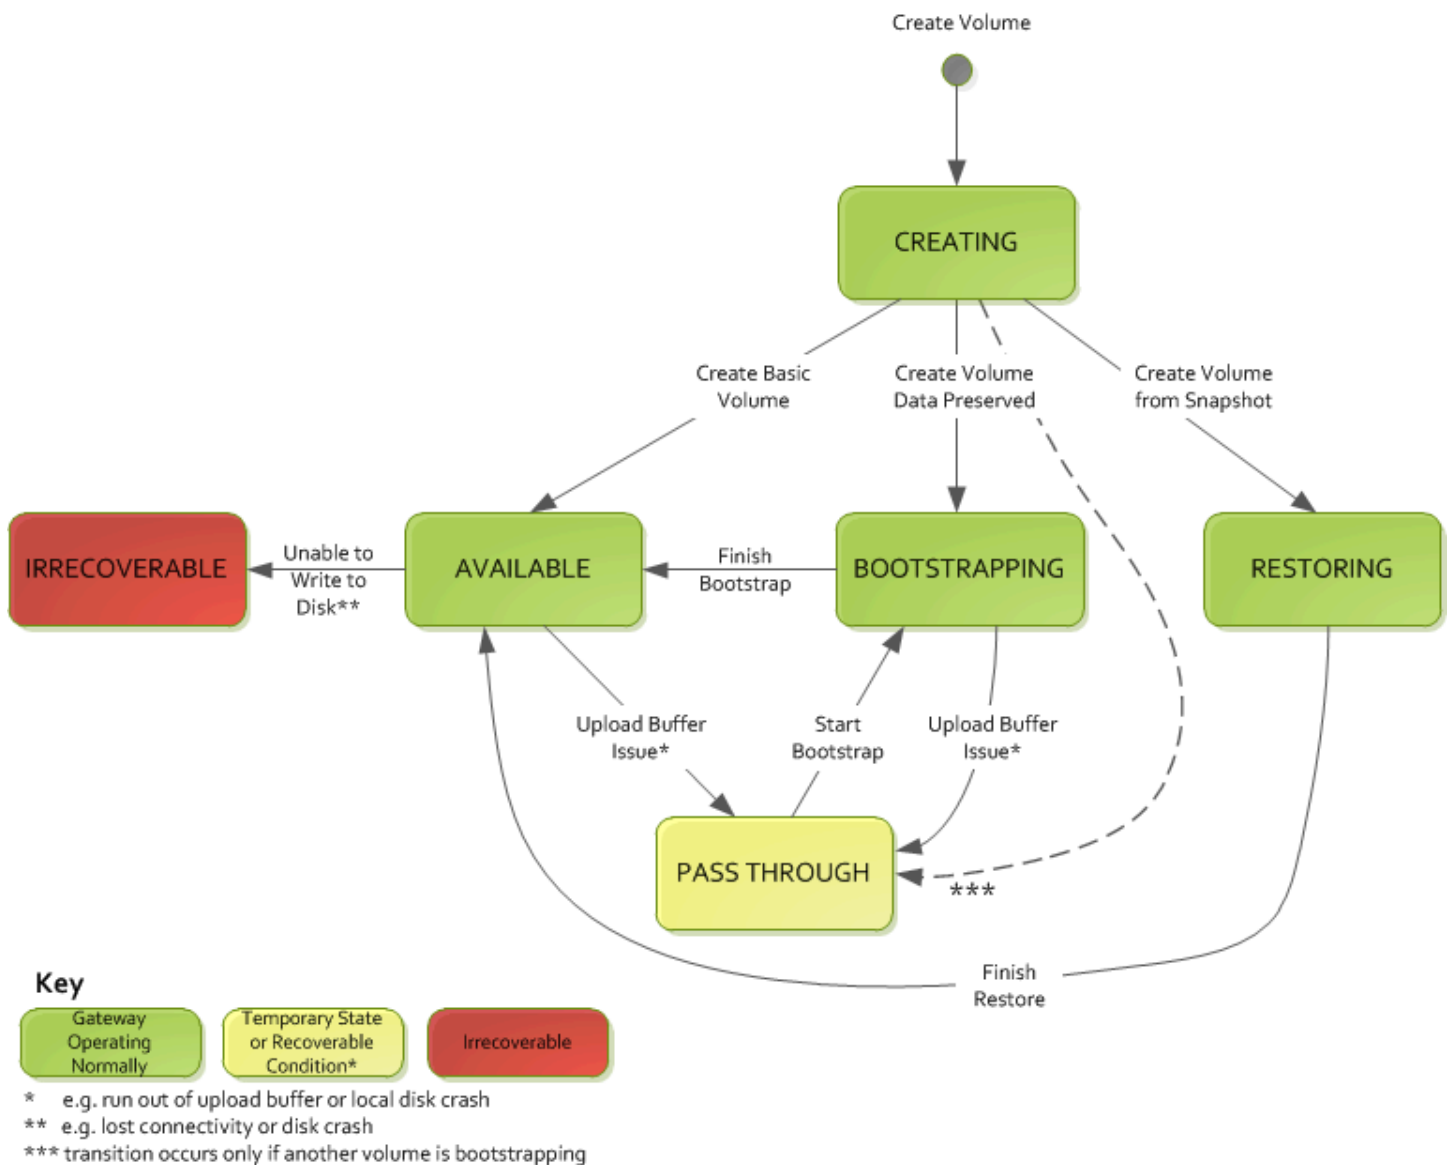 Create Volume
CREATING
Create Basic
Volume
Create Volume
Data Preserved
Create Volume
from Snapshot
IRRECOVERABLE
Unable to
Write to
Disk**
AVAILABLE
Finish
Bootstrap
BOOTSTRAPPING
RESTORING
Upload Buffer
Issue*
Start
Bootstrap
Upload Buffer
Issue*
PASS THROUGH
***
Finish
Restore
Key
Gateway
Operating
Normally
Temporary State
or Recoverable
Condition*
Irrecoverable
* e.g. run out of upload buffer or local disk crash
** e.g. lost connectivity or disk crash
*** transition occurs only if another volume is bootstrapping